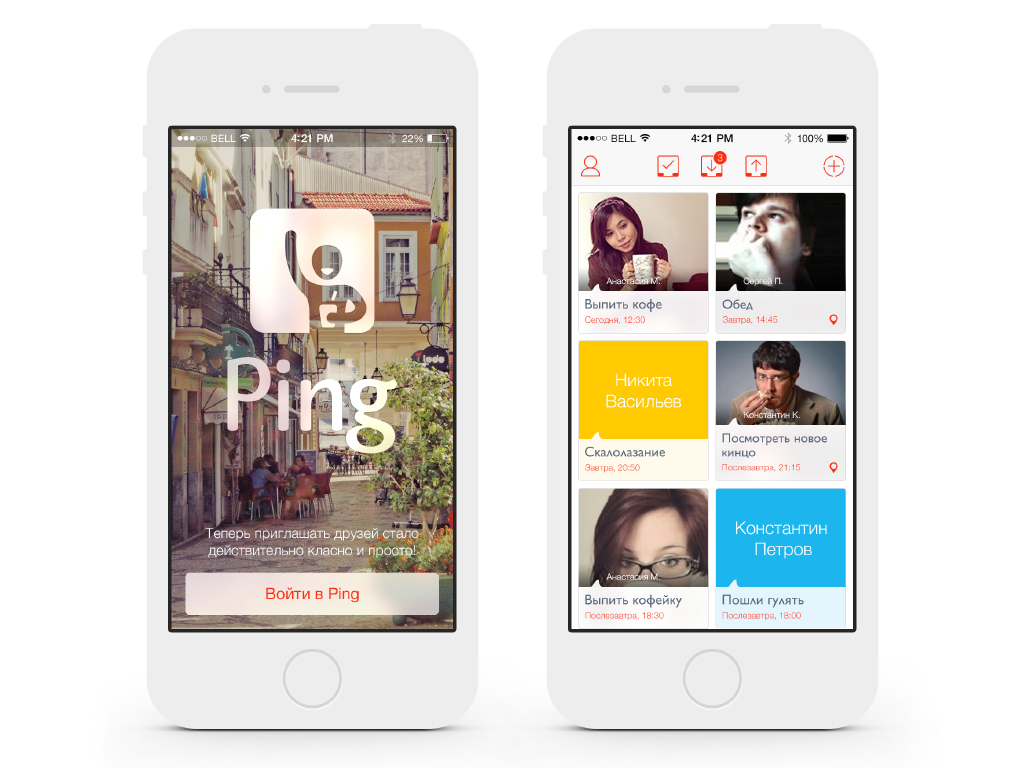 BELL 4:21 PM 22%
Ping
Теперь приглашать друзей стало
действительно класно и просто!
Войти в Ping
BELL 4:21 PM 100%
3
Анастасия М.
Выпить кофе
Сегодня, 12:30
Сергей П.
Обед
Завтра, 14:45
Никита
Васильев
Скалолазание
Завтра, 20:50
Константин К.
Посмотреть новое
кинцо
Послезавтра, 21:15
Анастасия М.
Выпить кофейку
Послезавтра, 18:30
Константин
Петров
Пошли гулять
Послезавтра, 18:00